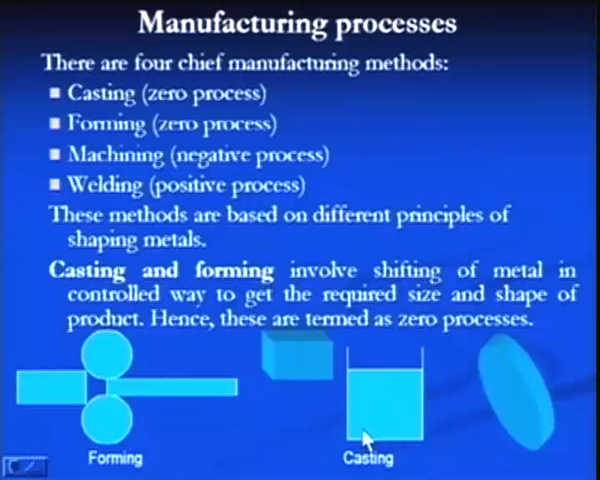 Manufacturing processes
There are four chief manufacturing methods:
Casting (zero process)
Forming (zero process)
Machining (negative process)
Welding (positive process)
These methods are based on different principles of
shaping metals.
Casting and forming involve shifting of metal in
controlled way to get the required size and shape of
product. Hence, these are termed as zero processes.
Forming
Casting